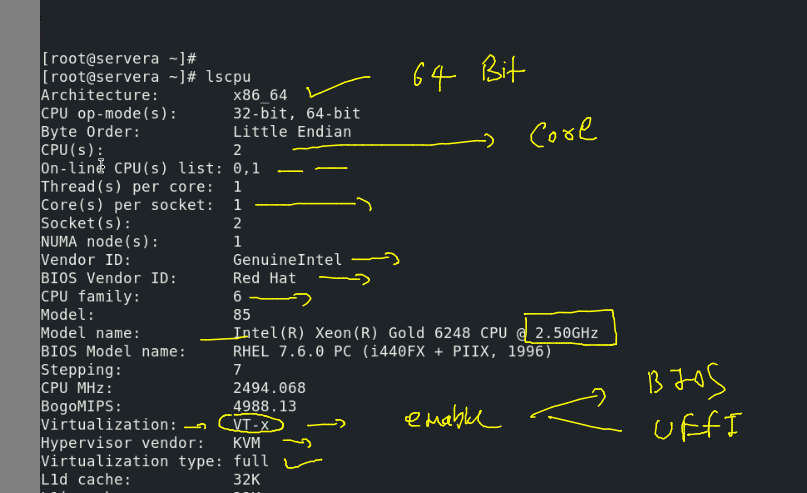 [root@servera ~]#
[root@servera ~]# lscpu
64 Bit
Architecture: x86_64
CPU op-mode(s): 32-bit, 64-bit
Byte Order: Little Endian
Core
CPU(s): 2
On-line CPU(s) list: 0,1
Thread(s) per core: 1
Core(s) per socket: 1
Socket(s): 2
NUMA node(s): 1
Vendor ID: GenuineIntel
BIOS Vendor ID: Red Hat
CPU family: 6
Model: 85
Model name: Intel(R) Xeon(R) Gold 6248 CPU @ 2.50GHz
BIOS Model name: RHEL 7.6.0 PC (i440FX + PIIX, 1996)
Stepping: 7
BIOS
CPU MHz: 2494.068
BogoMIPS: 4988.13
Virtualization: VT-x enable
UEFI
Hypervisor vendor: KVM
Virtualization type: full
L1d cache: 32K